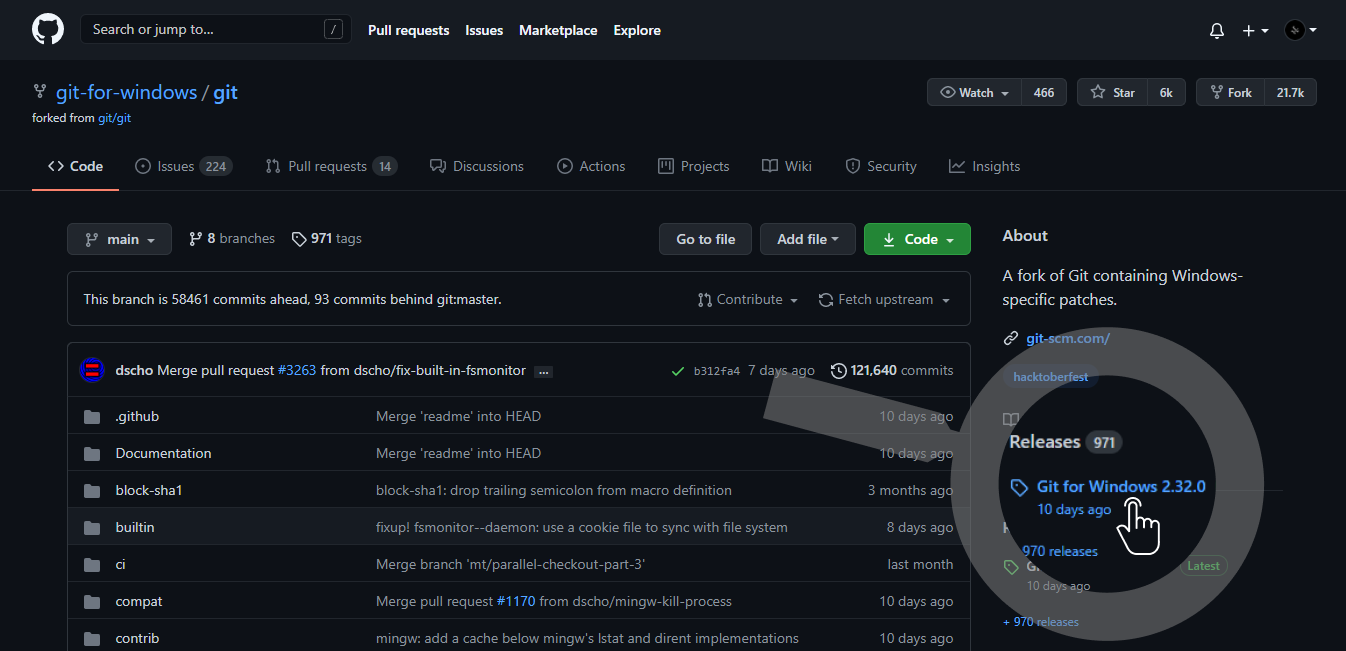 Search or jump to... /
Pull requests Issues Marketplace Explore
git-for-windows / git
forked from git/git
Watch 466 Star 6k Fork 21.7k
Code Issues 224 Pull requests 14 Discussions Actions Projects Wiki Security Insights
main 8 branches 971 tags Go to file Add file Code
This branch is 58461 commits ahead, 93 commits behind git:master. Contribute Fetch upstream
dscho Merge pull request #3263 from dscho/fix-built-in-fsmonitor ... b312fa4 7 days ago 121,640 commits
.github Merge 'readme' into HEAD 10 days ago
Documentation Merge 'readme' into HEAD 10 days ago
block-sha1 block-sha1: drop trailing semicolon from macro definition 3 months ago
builtin fixup! fsmonitor--daemon: use a cookie file to sync with file system 8 days ago
ci Merge branch 'mt/parallel-checkout-part-3' last month
compat Merge pull request #1170 from dscho/mingw-kill-process 10 days ago
contrib mingw: add a cache below mingw's lstat and dirent implementations 10 days ago
About
A fork of Git containing Windows-
specific patches.
git-scm.com/
hacktoberfest
Releases 971
Git for Windows 2.32.0
10 days ago
970 releases
Latest
10 days ago
+ 970 releases